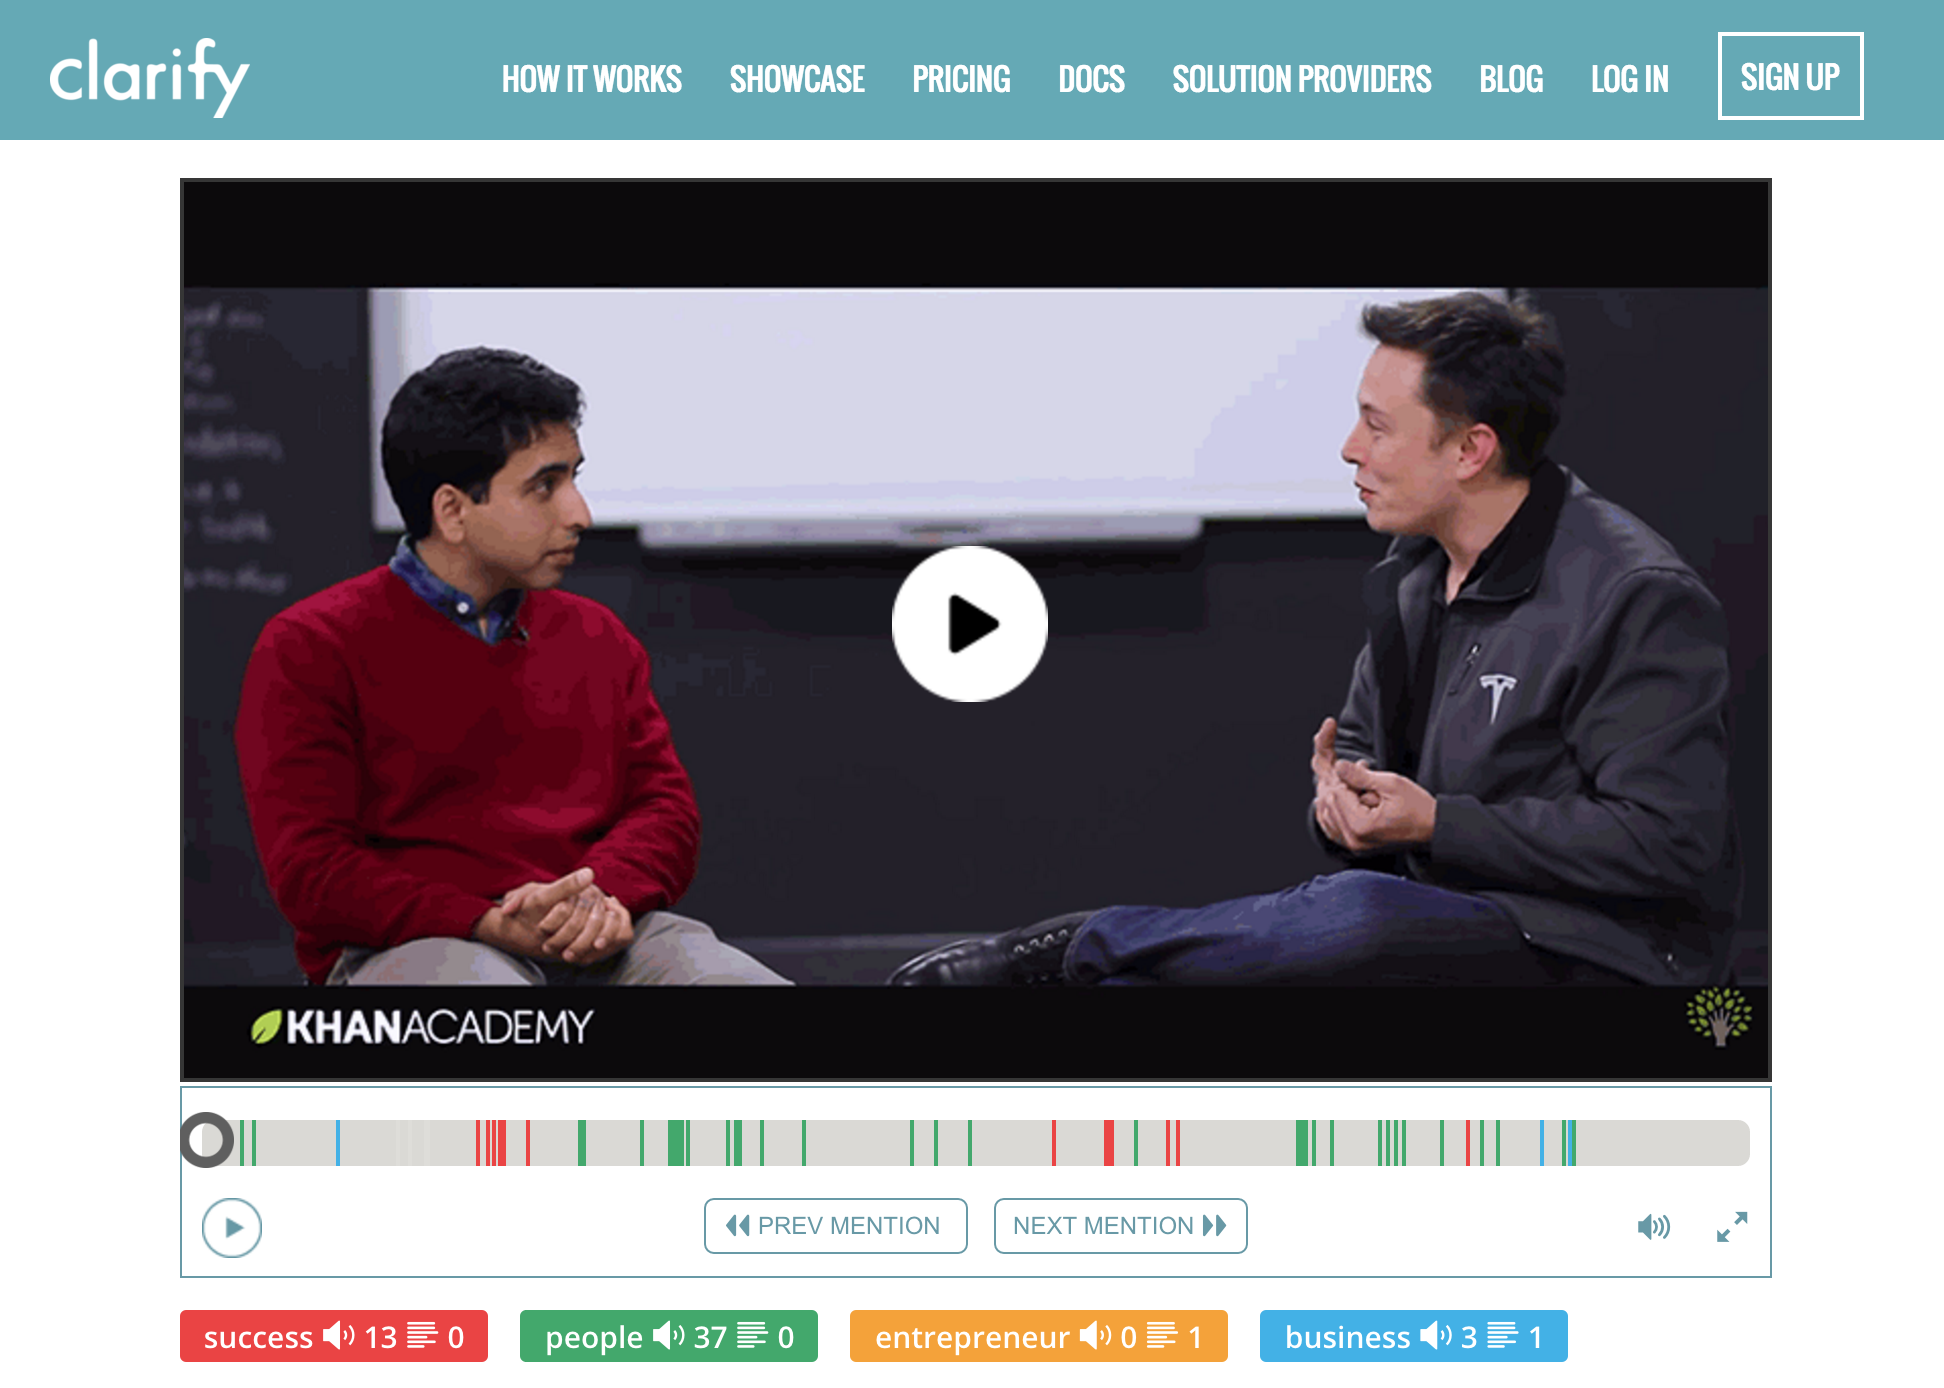 clarify
HOW IT WORKS SHOWCASE PRICING DOCS SOLUTION PROVIDERS BLOG LOG IN SIGN UP
KHANACADEMY
PREV MENTION NEXT MENTION
success 13 0 people 37 0 entrepreneur 0 1 business 3 1